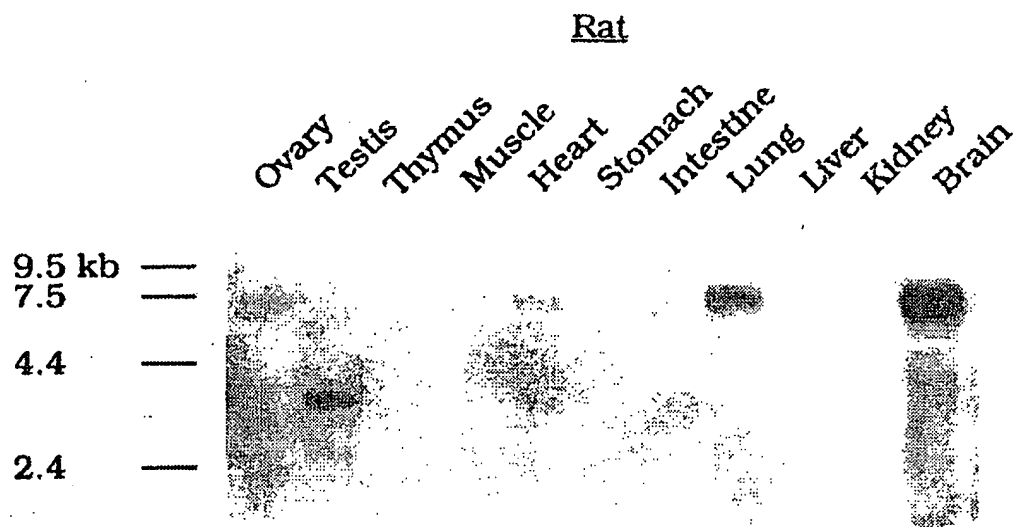 Rat
Ovary
Testis
Thymus
Muscle
Heart
Stomach
Intestine
Lung
Liver
Kidney
Brain
9.5 kb
7.5
4.4
2.4